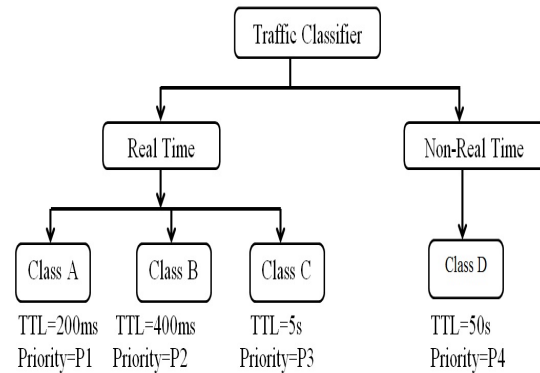 Traffic Classifier
Real Time
Non-Real Time
Class A
Class B
Class C
Class D
TTL=200ms
TTL=400ms
TTL=5s
TTL=50s
Priority=P1
Priority=P2
Priority=P3
Priority=P4